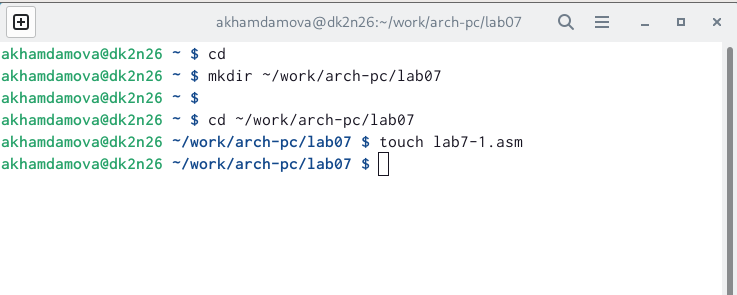 akhamdamova@dk2n26:~/work/arch-pc/lab07
akhamdamova@dk2n26 ~ $ cd
akhamdamova@dk2n26 ~ $ mkdir ~/work/arch-pc/lab07
akhamdamova@dk2n26 ~ $
akhamdamova@dk2n26 ~ $ cd ~/work/arch-pc/lab07
akhamdamova@dk2n26 ~/work/arch-pc/lab07 $ touch lab7-1.asm
akhamdamova@dk2n26 ~/work/arch-pc/lab07 $